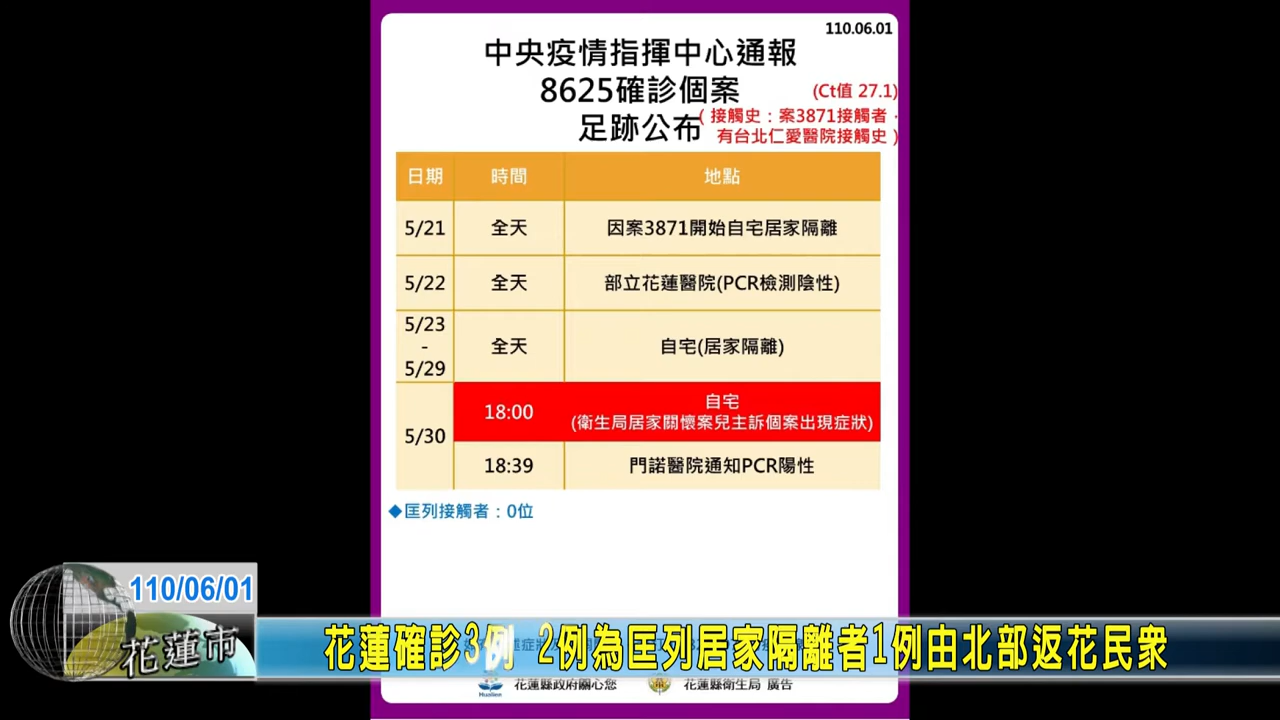 110.06.01
中央疫情指揮中心通報
8625確診個案
(Ct值 27.1)
足跡公布
( 接觸史：案3871接觸者，
有台北仁愛醫院接觸史 )
日期 時間 地點
5/21 全天 因案3871開始自宅居家隔離
5/22 全天 部立花蓮醫院(PCR檢測陰性)
5/23
-
5/29
全天 自宅(居家隔離)
5/30
18:00 自宅
(衛生局居家關懷案兒主訴個案出現症狀)
18:39 門諾醫院通知PCR陽性
◆匡列接觸者：0位
110/06/01
花蓮市
花蓮確診3例 2例為匡列居家隔離者1例由北部返花民眾
Hualien
花蓮縣政府關心您
花蓮縣衛生局 廣告